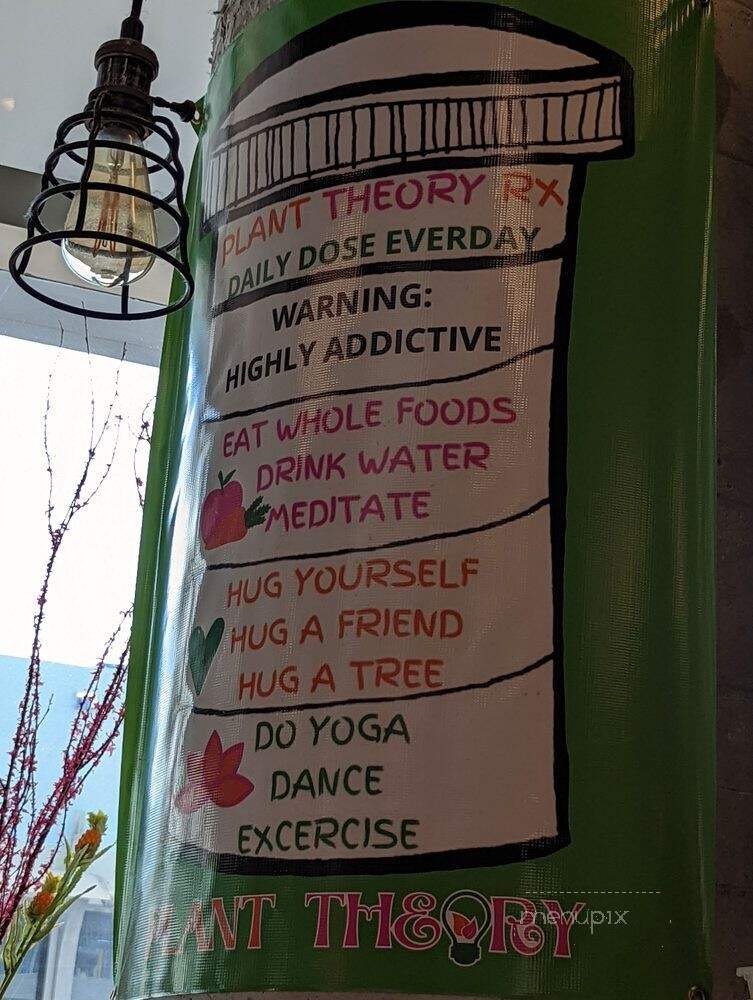 PLANT THEORY RX
DAILY DOSE EVERDAY
WARNING:
HIGHLY ADDICTIVE
EAT WHOLE FOODS
DRINK WATER
MEDITATE
HUG YOURSELF
HUG A FRIEND
HUG A TREE
DO YOGA
DANCE
EXCERCISE
PLANT THEORY
menupix